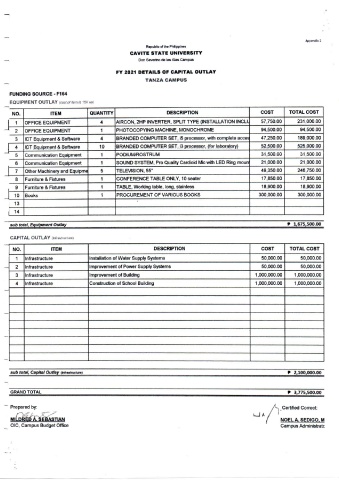 Appendix 2
Republic of the Philippines
CAVITE STATE UNIVERSITY
Don Severino de las Alas Campus
FY 2021 DETAILS OF CAPITAL OUTLAY
TANZA CAMPUS
FUNDING SOURCE - F164
EQUIPMENT OUTLAY
NO. ITEM QUANTITY DESCRIPTION COST TOTAL COST
1 OFFICE EQUIPMENT 4 AIRCON, 2HP INVERTER, SPLIT TYPE (INSTALLATION INCLU 57,750.00 231,000.00
2 OFFICE EQUIPMENT 1 PHOTOCOPYING MACHINE, MONOCHROME 94,500.00 94,500.00
3 ICT Equipment & Software 4 BRANDED COMPUTER SET, i5 processor, with complete acces 47,250.00 189,000.00
4 ICT Equipment & Software 10 BRANDED COMPUTER SET, i3 processor, (for laboratory) 52,500.00 525,000.00
5 Communication Equipment 1 PODIUM/ROSTRUM 31,500.00 31,500.00
6 Communication Equipment 1 SOUND SYSTEM, Pro Quality Cardioid Mic with LED Ring moun 21,000.00 21,000.00
7 Other Machinery and Equipme 5 TELEVISION, 55" 49,350.00 246,750.00
8 Furniture & Fixtures 1 CONFERENCE TABLE ONLY, 10 seater 17,850.00 17,850.00
9 Furniture & Fixtures 1 TABLE, Working table, long, stainless 18,900.00 18,900.00
10 Books 1 PROCUREMENT OF VARIOUS BOOKS 300,000.00 300,000.00
13
14
sub total, Equipment Outlay ₱ 1,675,500.00
CAPITAL OUTLAY (Infrastructure)
NO. ITEM DESCRIPTION COST TOTAL COST
1 Infrastructure Installation of Water Supply Systems 50,000.00 50,000.00
2 Infrastructure Improvement of Power Supply Systems 50,000.00 50,000.00
3 Infrastructure Improvement of Building 1,000,000.00 1,000,000.00
4 Infrastructure Construction of School Building 1,000,000.00 1,000,000.00
sub total, Capital Outlay (Infrastructure) ₱ 2,100,000.00
GRAND TOTAL ₱ 3,775,500.00
Prepared by: Certified Correct:
MILDRED A. SEBASTIAN NOEL A. SEDIGO, M
OIC, Campus Budget Office Campus Administrato